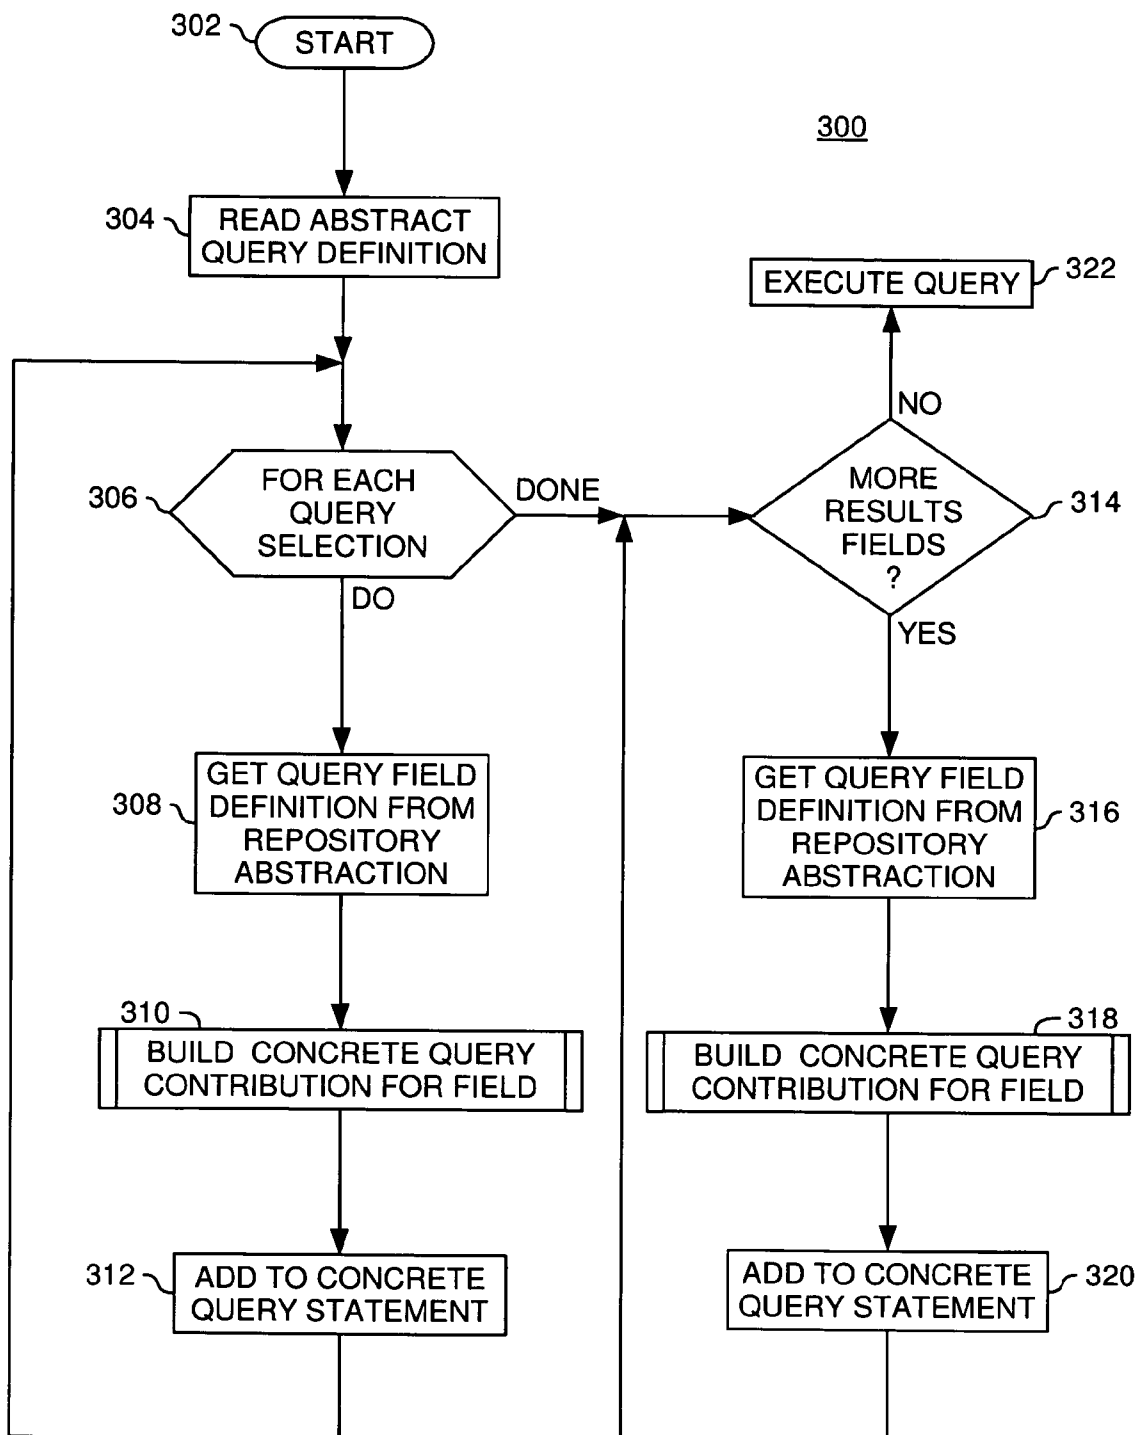 302
START
300
304
READ ABSTRACT
QUERY DEFINITION
EXECUTE QUERY
322
NO
306
FOR EACH
QUERY
SELECTION
DONE
MORE
RESULTS
FIELDS
?
314
DO
YES
308
GET QUERY FIELD
DEFINITION FROM
REPOSITORY
ABSTRACTION
GET QUERY FIELD
DEFINITION FROM
REPOSITORY
ABSTRACTION
316
310
BUILD CONCRETE QUERY
CONTRIBUTION FOR FIELD
318
BUILD CONCRETE QUERY
CONTRIBUTION FOR FIELD
312
ADD TO CONCRETE
QUERY STATEMENT
ADD TO CONCRETE
QUERY STATEMENT
320